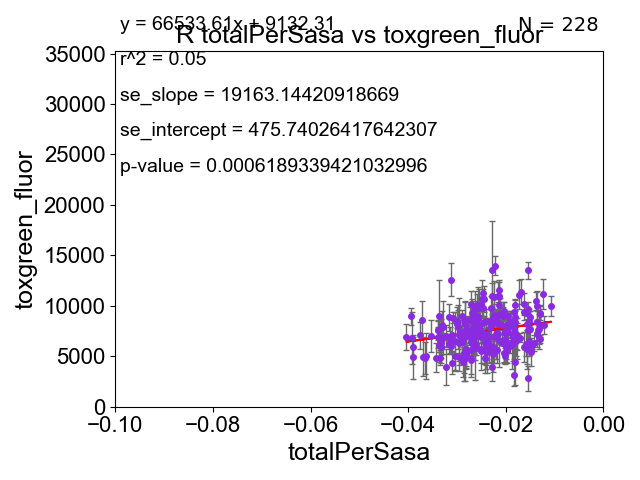 y = 66533.61x + 9132.31
N = 228
R totalPerSasa vs toxgreen_fluor
r^2 = 0.05
se_slope = 19163.14420918669
se_intercept = 475.74026417642307
p-value = 0.0006189339421032996
35000
30000
25000
20000
15000
10000
5000
0
toxgreen_fluor
−0.10 −0.08 −0.06 −0.04 −0.02 0.00
totalPerSasa